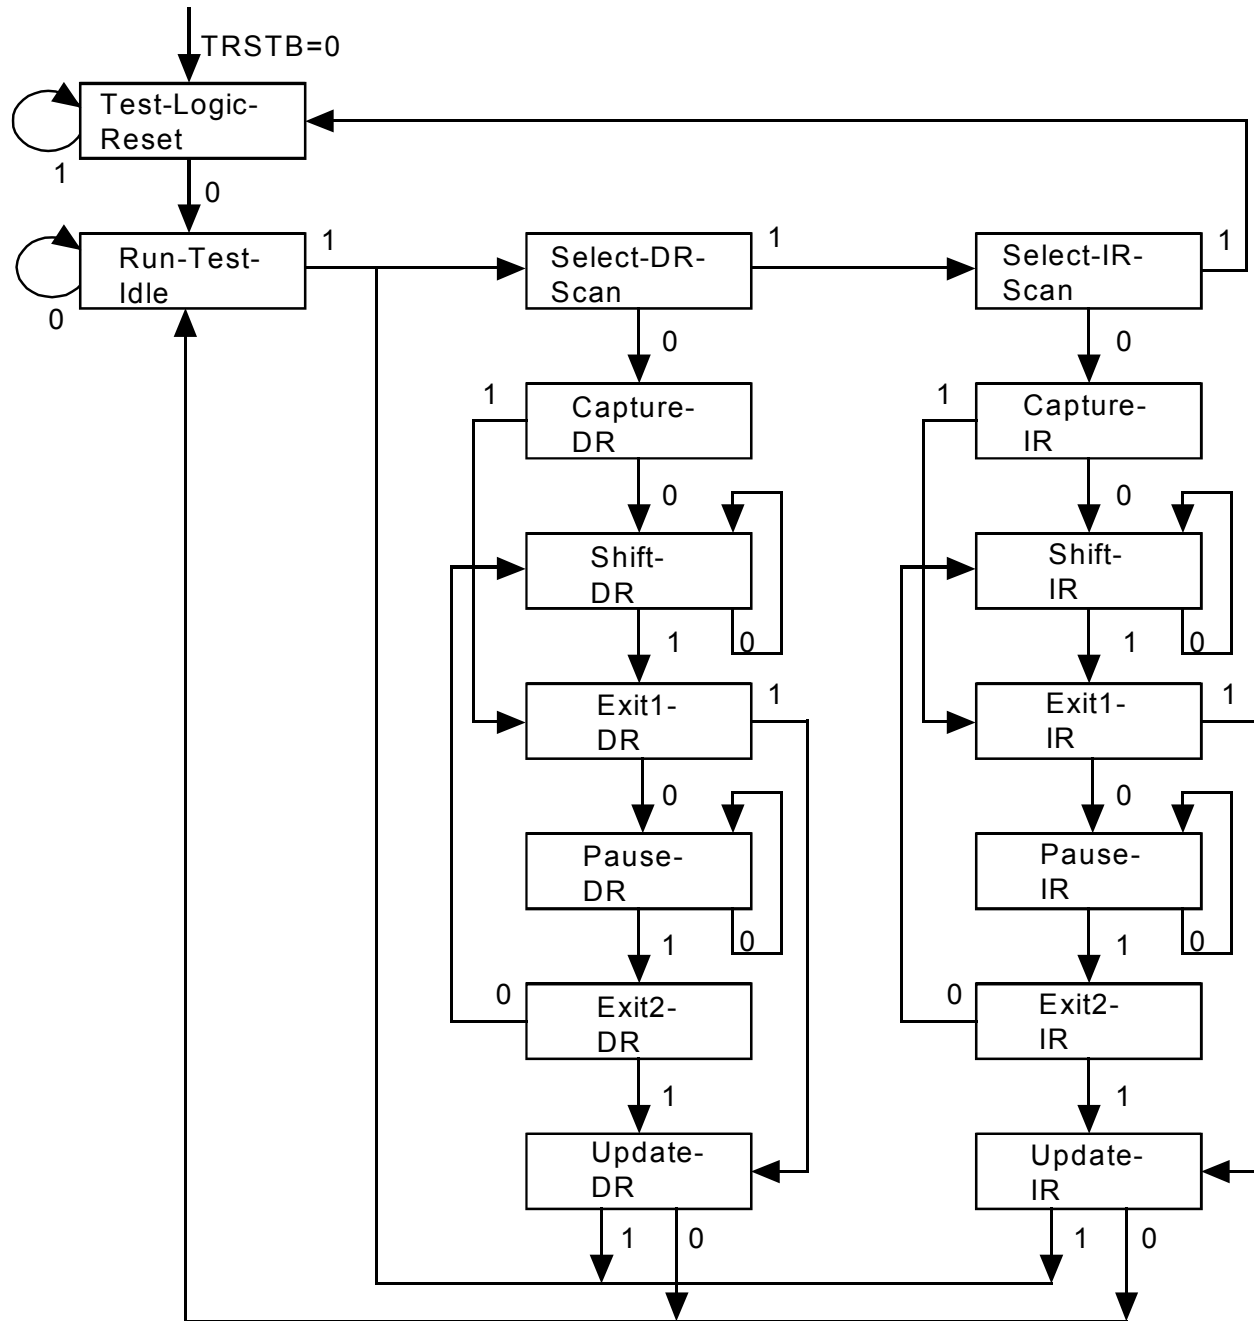 TRSTB=0
Test-Logic-
Reset
1
0
Run-Test-
Idle
0
1
Select-DR-
Scan
1
Select-IR-
Scan
1
0
0
1
Capture-
DR
1
Capture-
IR
0
0
Shift-
DR
Shift-
IR
1
0
1
0
Exit1-
DR
1
Exit1-
IR
1
0
0
Pause-
DR
Pause-
IR
1
0
1
0
0
Exit2-
DR
0
Exit2-
IR
1
1
Update-
DR
Update-
IR
1
0
1
0